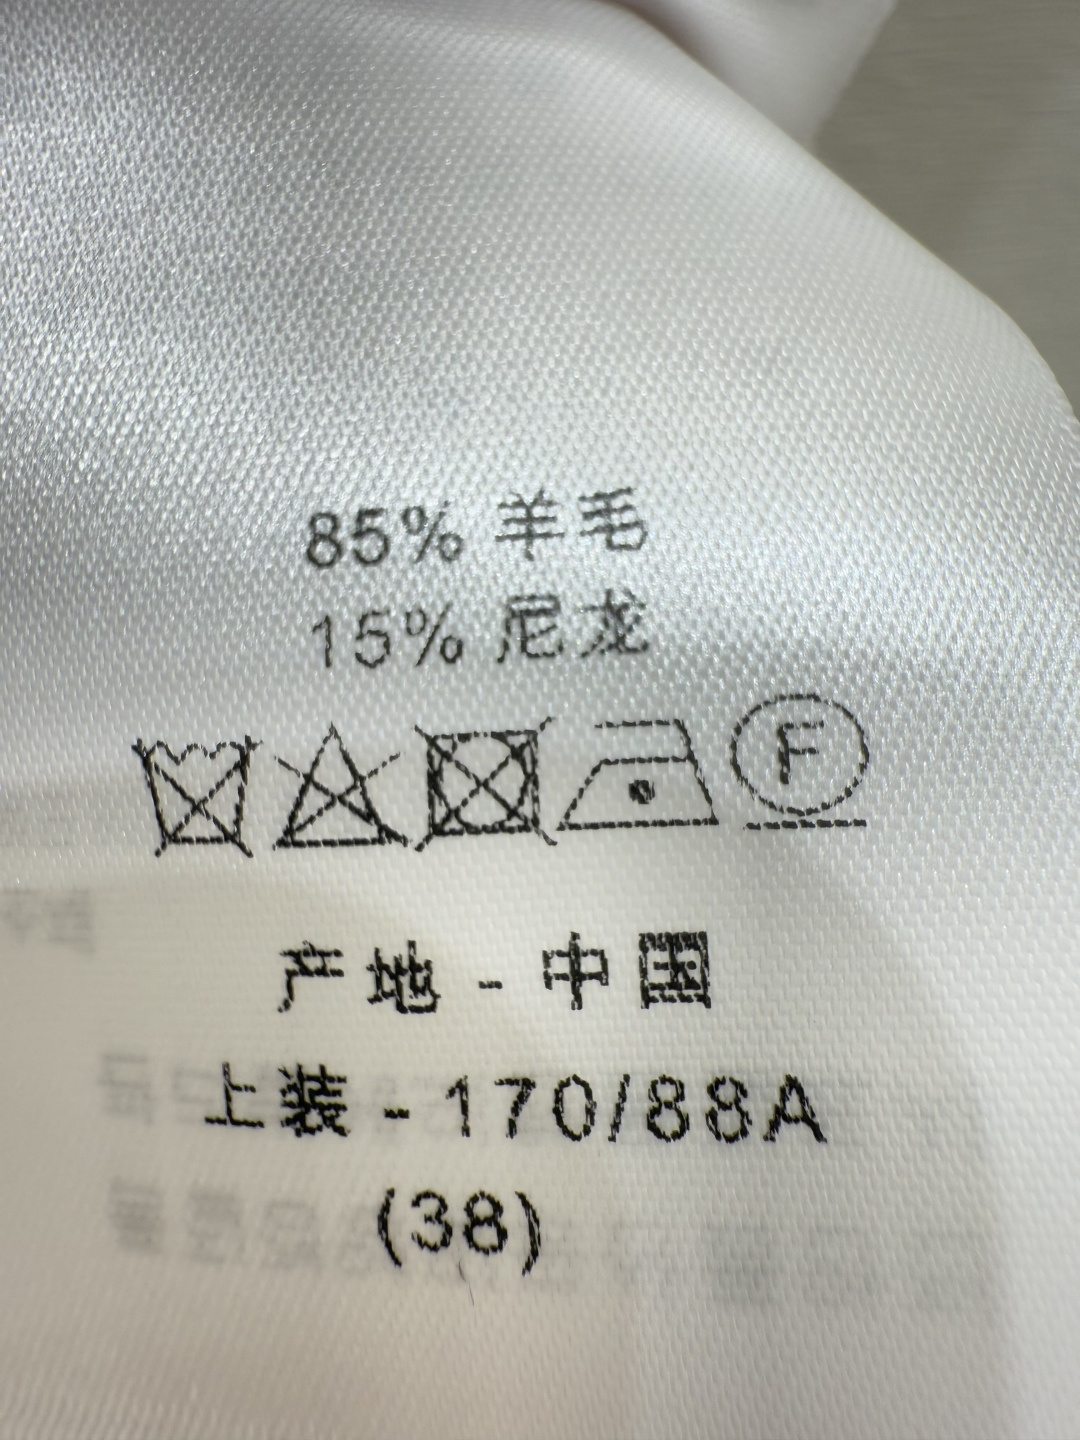 85% 羊毛
15% 尼龙
F
产地 - 中国
上装 - 170/88A
(38)